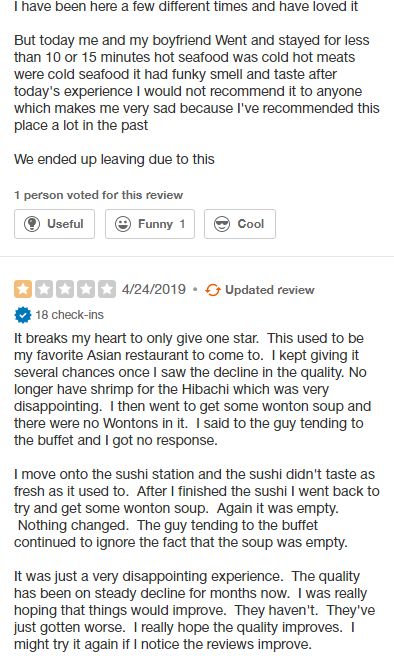 I have been here a few different times and have loved it
But today me and my boyfriend Went and stayed for less
than 10 or 15 minutes hot seafood was cold hot meats
were cold seafood it had funky smell and taste after
today's experience I would not recommend it to anyone
which makes me very sad because I've recommended this
place a lot in the past
We ended up leaving due to this
1 person voted for this review
Useful Funny 1 Cool
4/24/2019 • Updated review
18 check-ins
It breaks my heart to only give one star. This used to be
my favorite Asian restaurant to come to. I kept giving it
several chances once I saw the decline in the quality. No
longer have shrimp for the Hibachi which was very
disappointing. I then went to get some wonton soup and
there were no Wontons in it. I said to the guy tending to
the buffet and I got no response.
I move onto the sushi station and the sushi didn't taste as
fresh as it used to. After I finished the sushi I went back to
try and get some wonton soup. Again it was empty.
Nothing changed. The guy tending to the buffet
continued to ignore the fact that the soup was empty.
It was just a very disappointing experience. The quality
has been on steady decline for months now. I was really
hoping that things would improve. They haven't. They've
just gotten worse. I really hope the quality improves. I
might try it again if I notice the reviews improve.